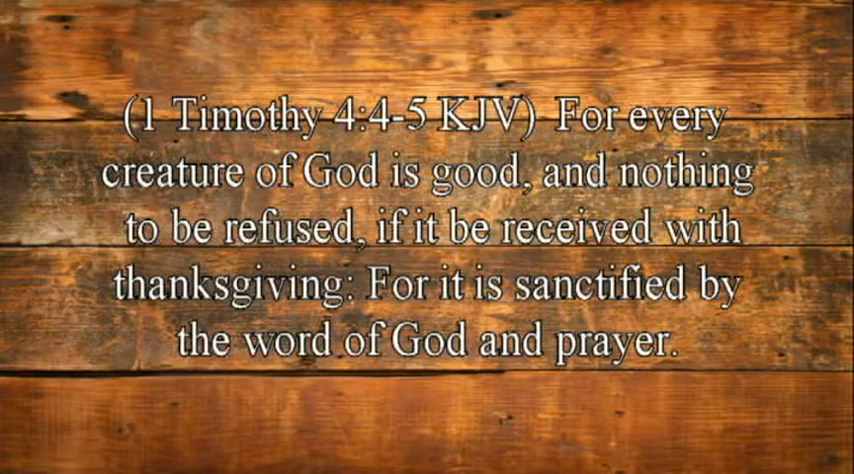 (1 Timothy 4:4-5 KJV)  For every
creature of God is good, and nothing
to be refused, if it be received with
thanksgiving: For it is sanctified by
the word of God and prayer.